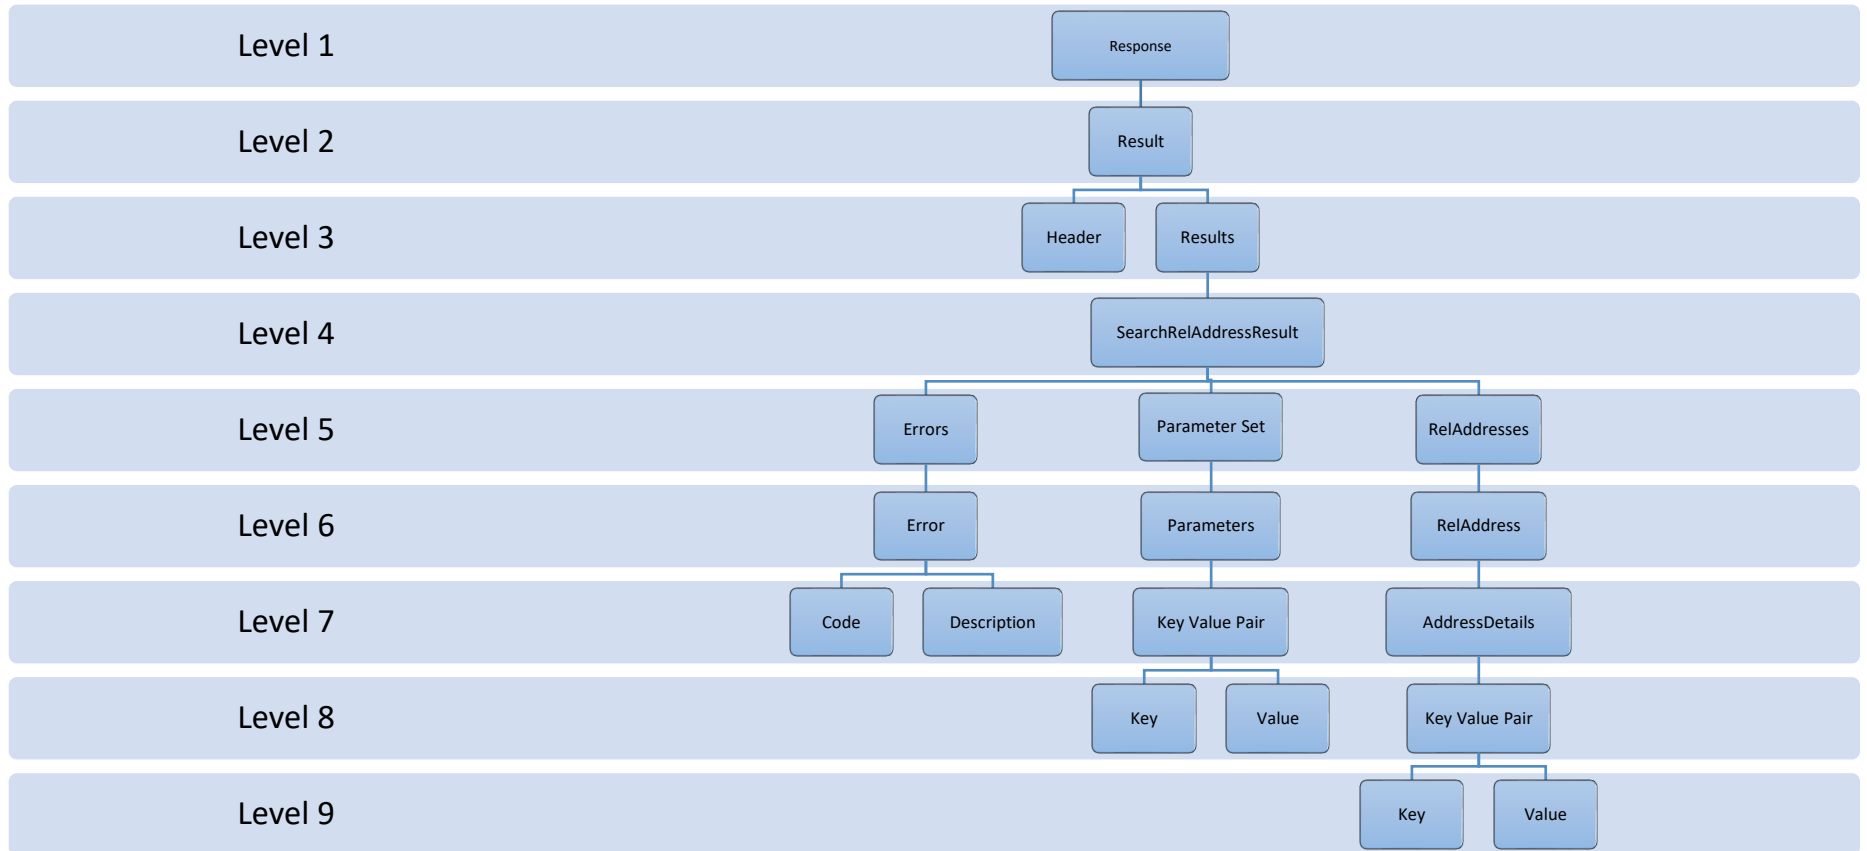 Level 1
Response
Level 2
Result
Level 3
Header
Results
Level 4
SearchRelAddressResult
Level 5
Errors
Parameter Set
RelAddresses
Level 6
Error
Parameters
RelAddress
Level 7
Code
Description
Key Value Pair
AddressDetails
Level 8
Key
Value
Key Value Pair
Level 9
Key
Value